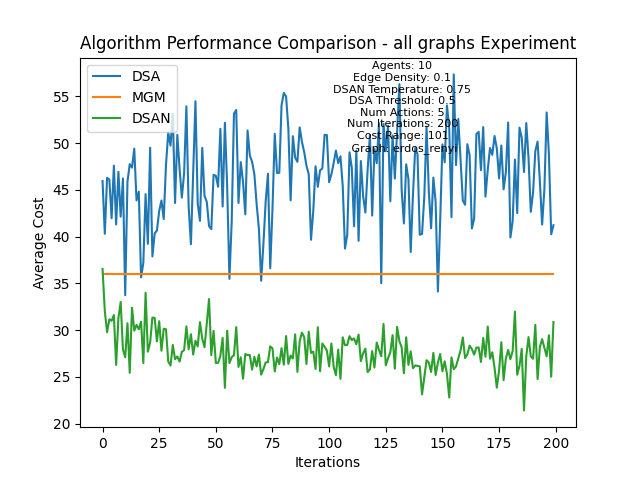 Algorithm Performance Comparison - all graphs Experiment
DSA
MGM
DSAN
Agents: 10
Edge Density: 0.1
DSAN Temperature: 0.75
DSA Threshold: 0.5
Num Actions: 5
Num Iterations: 200
Cost Range: 101
Graph: erdos_renyi
Average Cost
55
50
45
40
35
30
25
20
0
25
50
75
100
125
150
175
200
Iterations